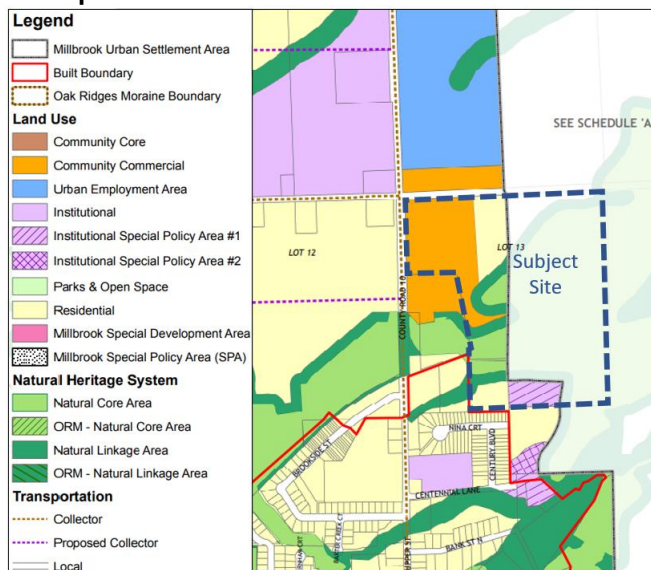 Legend
Millbrook Urban Settlement Area
Built Boundary
Oak Ridges Moraine Boundary
Land Use
Community Core
Community Commercial
Urban Employment Area
Institutional
Institutional Special Policy Area #1
Institutional Special Policy Area #2
Parks & Open Space
Residential
Millbrook Special Development Area
Millbrook Special Policy Area (SPA)
Natural Heritage System
Natural Core Area
ORM - Natural Core Area
Natural Linkage Area
ORM - Natural Linkage Area
Transportation
Collector
Proposed Collector
Local
SEE SCHEDULE 'A
LOT 12
LOT 13
Subject
Site
COUNTY ROAD 10
BROOKSIDE ST
NINA CRT
CENTURY BLVD
CENTENNIAL LANE
BANK ST N